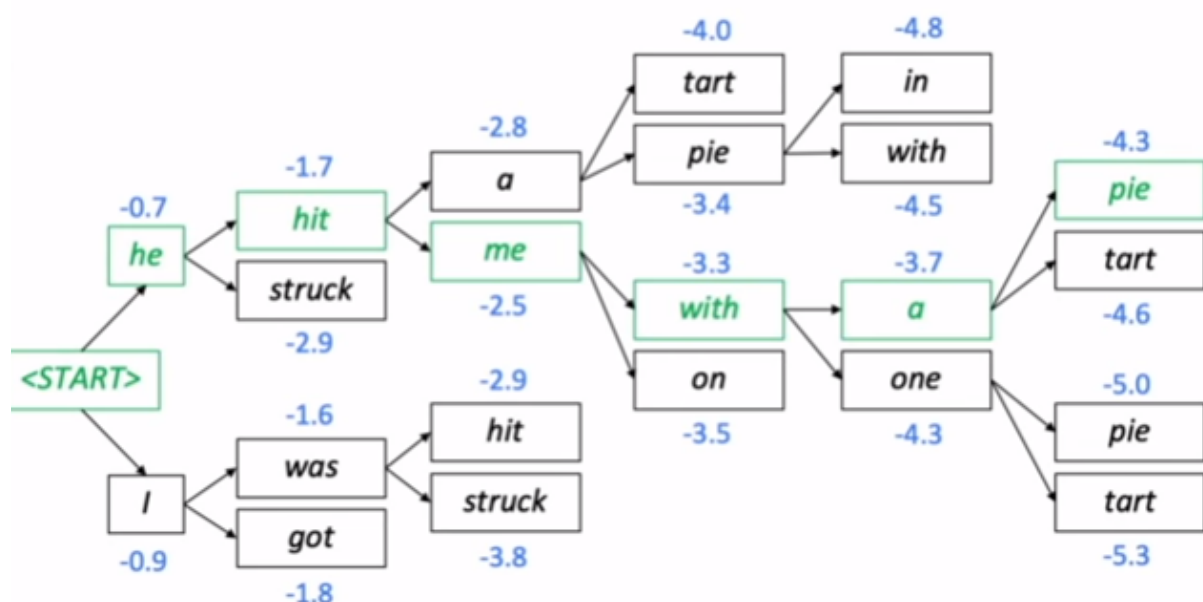 -4.0
-4.8
tart
in
-2.8
-4.3
-1.7
a
pie
with
pie
-0.7
hit
-3.4
-4.5
he
me
-3.3
-3.7
tart
struck
-2.5
with
a
-4.6
-2.9
<START>
-2.9
on
one
-5.0
-1.6
hit
-3.5
-4.3
pie
was
I
struck
tart
got
-0.9
-3.8
-5.3
-1.8